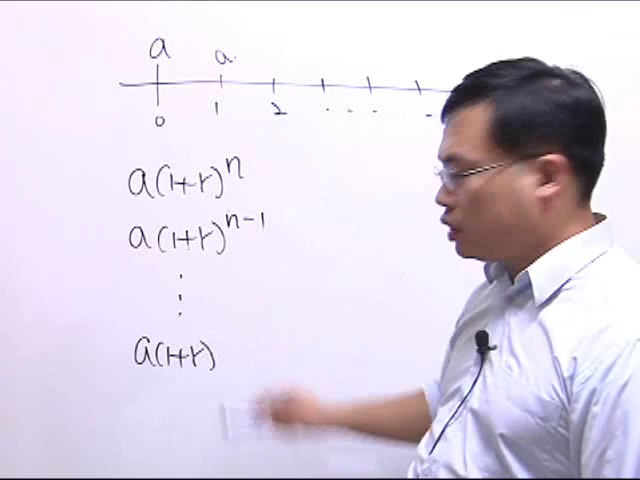 a a.
0 1 2 . . . .
a(1+r)^n
a(1+r)^{n-1}
⋮
a(1+r)